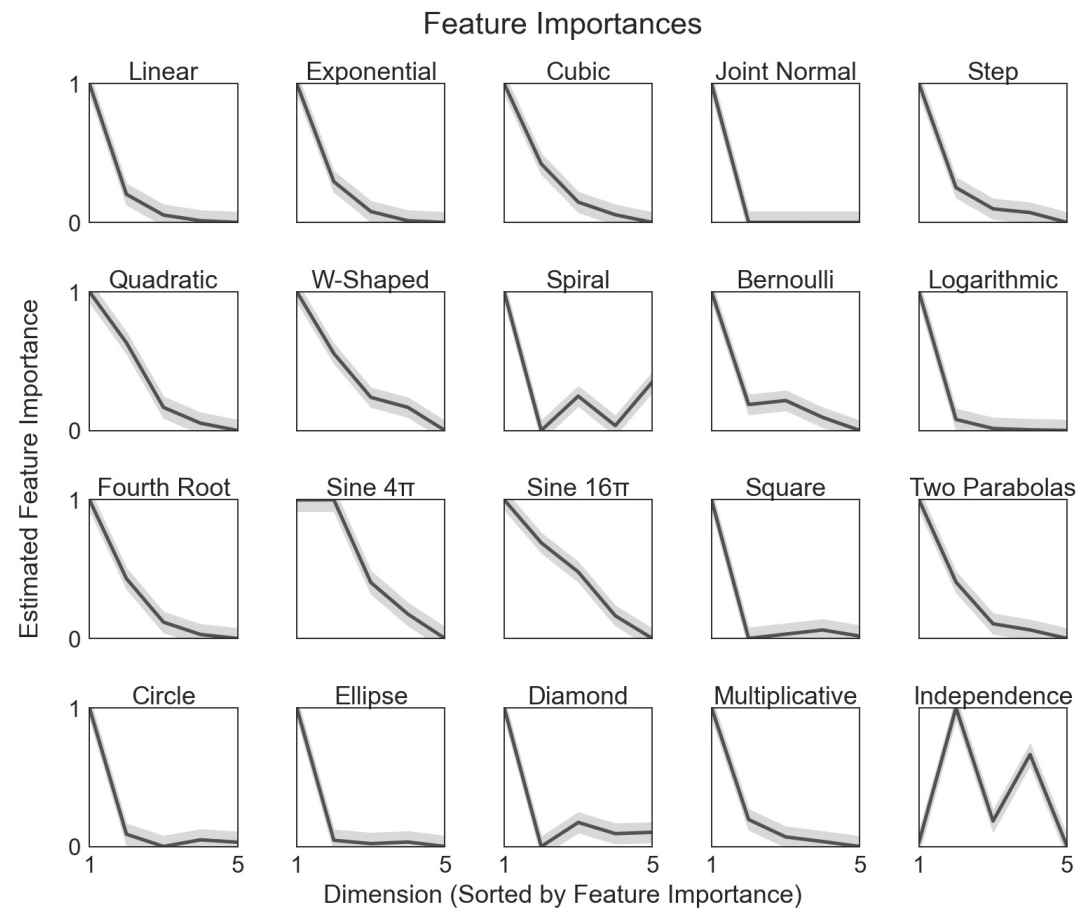 Feature Importances
Linear Exponential Cubic Joint Normal Step
1
0
Quadratic W-Shaped Spiral Bernoulli Logarithmic
1
0
Estimated Feature Importance
Fourth Root Sine 4π Sine 16π Square Two Parabolas
1
0
Circle Ellipse Diamond Multiplicative Independence
1
0
1 5 1 5 1 5 1 5 1 5
Dimension (Sorted by Feature Importance)